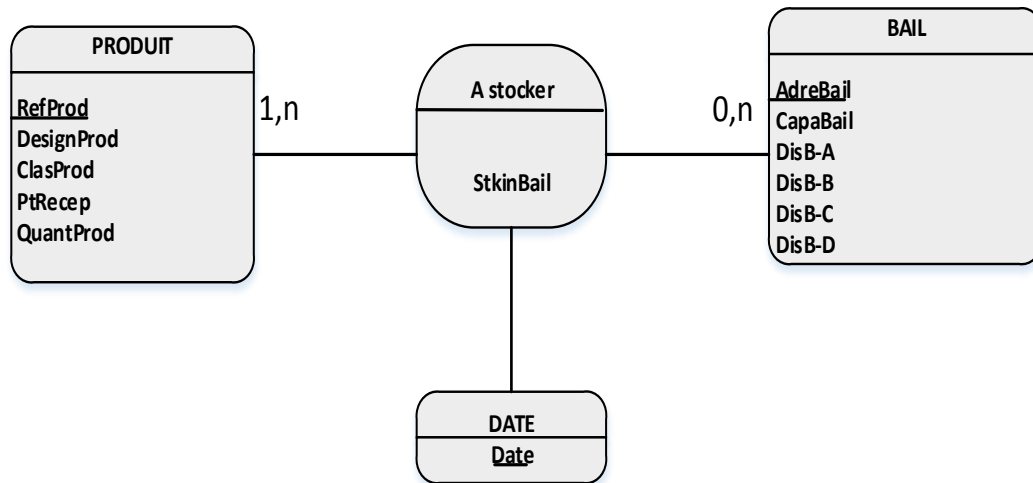 PRODUIT
RefProd
DesignProd
ClasProd
PtRecep
QuantProd
1,n
A stocker
StkinBail
0,n
BAIL
AdreBail
CapaBail
DisB-A
DisB-B
DisB-C
DisB-D
DATE
Date